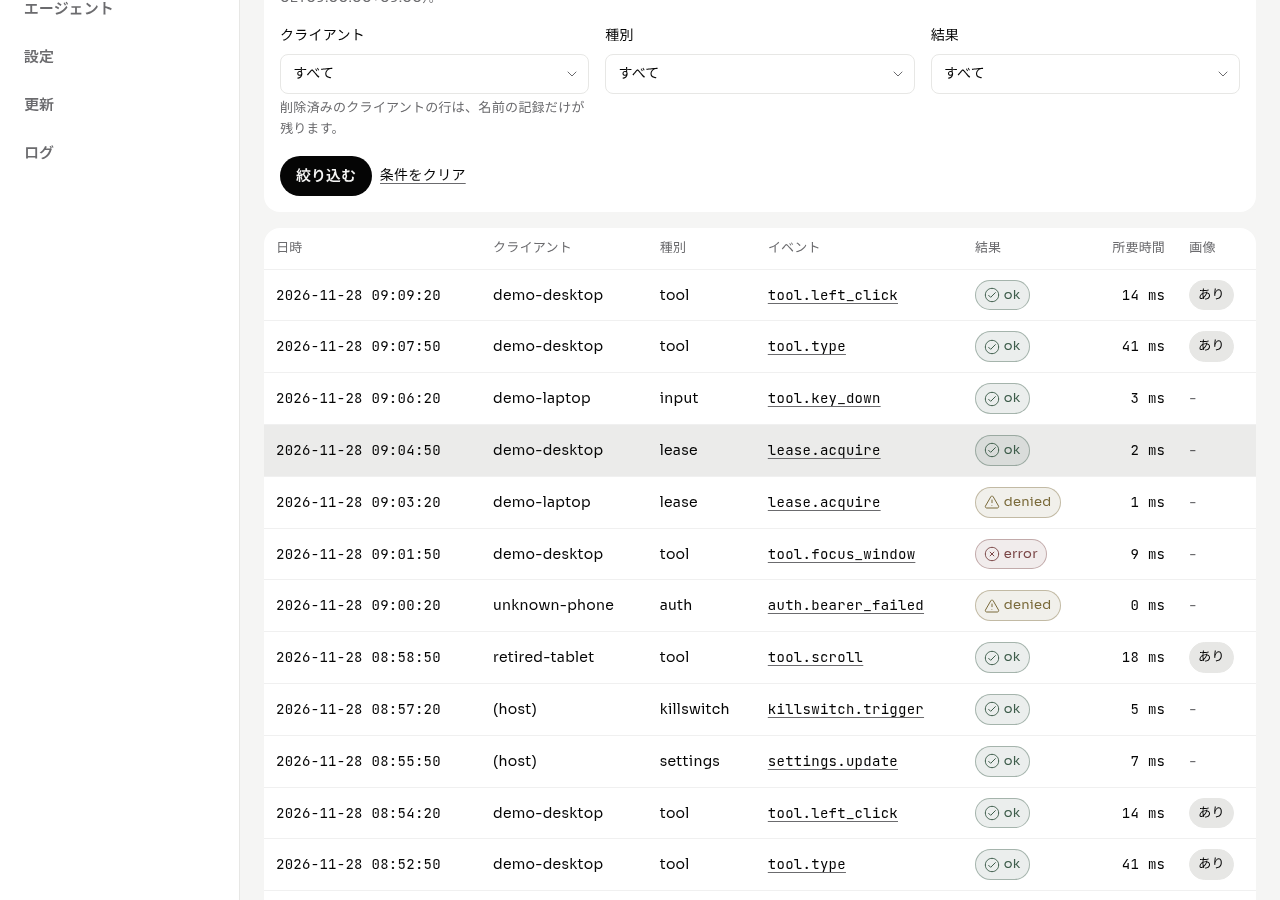 エージェント
設定
更新
ログ
クライアント 種別 結果
すべて すべて すべて
削除済みのクライアントの行は、名前の記録だけが
残ります。
絞り込む 条件をクリア
日時 クライアント 種別 イベント 結果 所要時間 画像
2026-11-28 09:09:20 demo-desktop tool tool.left_click ok 14 ms あり
2026-11-28 09:07:50 demo-desktop tool tool.type ok 41 ms あり
2026-11-28 09:06:20 demo-laptop input tool.key_down ok 3 ms -
2026-11-28 09:04:50 demo-desktop lease lease.acquire ok 2 ms -
2026-11-28 09:03:20 demo-laptop lease lease.acquire denied 1 ms -
2026-11-28 09:01:50 demo-desktop tool tool.focus_window error 9 ms -
2026-11-28 09:00:20 unknown-phone auth auth.bearer_failed denied 0 ms -
2026-11-28 08:58:50 retired-tablet tool tool.scroll ok 18 ms あり
2026-11-28 08:57:20 (host) killswitch killswitch.trigger ok 5 ms -
2026-11-28 08:55:50 (host) settings settings.update ok 7 ms -
2026-11-28 08:54:20 demo-desktop tool tool.left_click ok 14 ms あり
2026-11-28 08:52:50 demo-desktop tool tool.type ok 41 ms あり